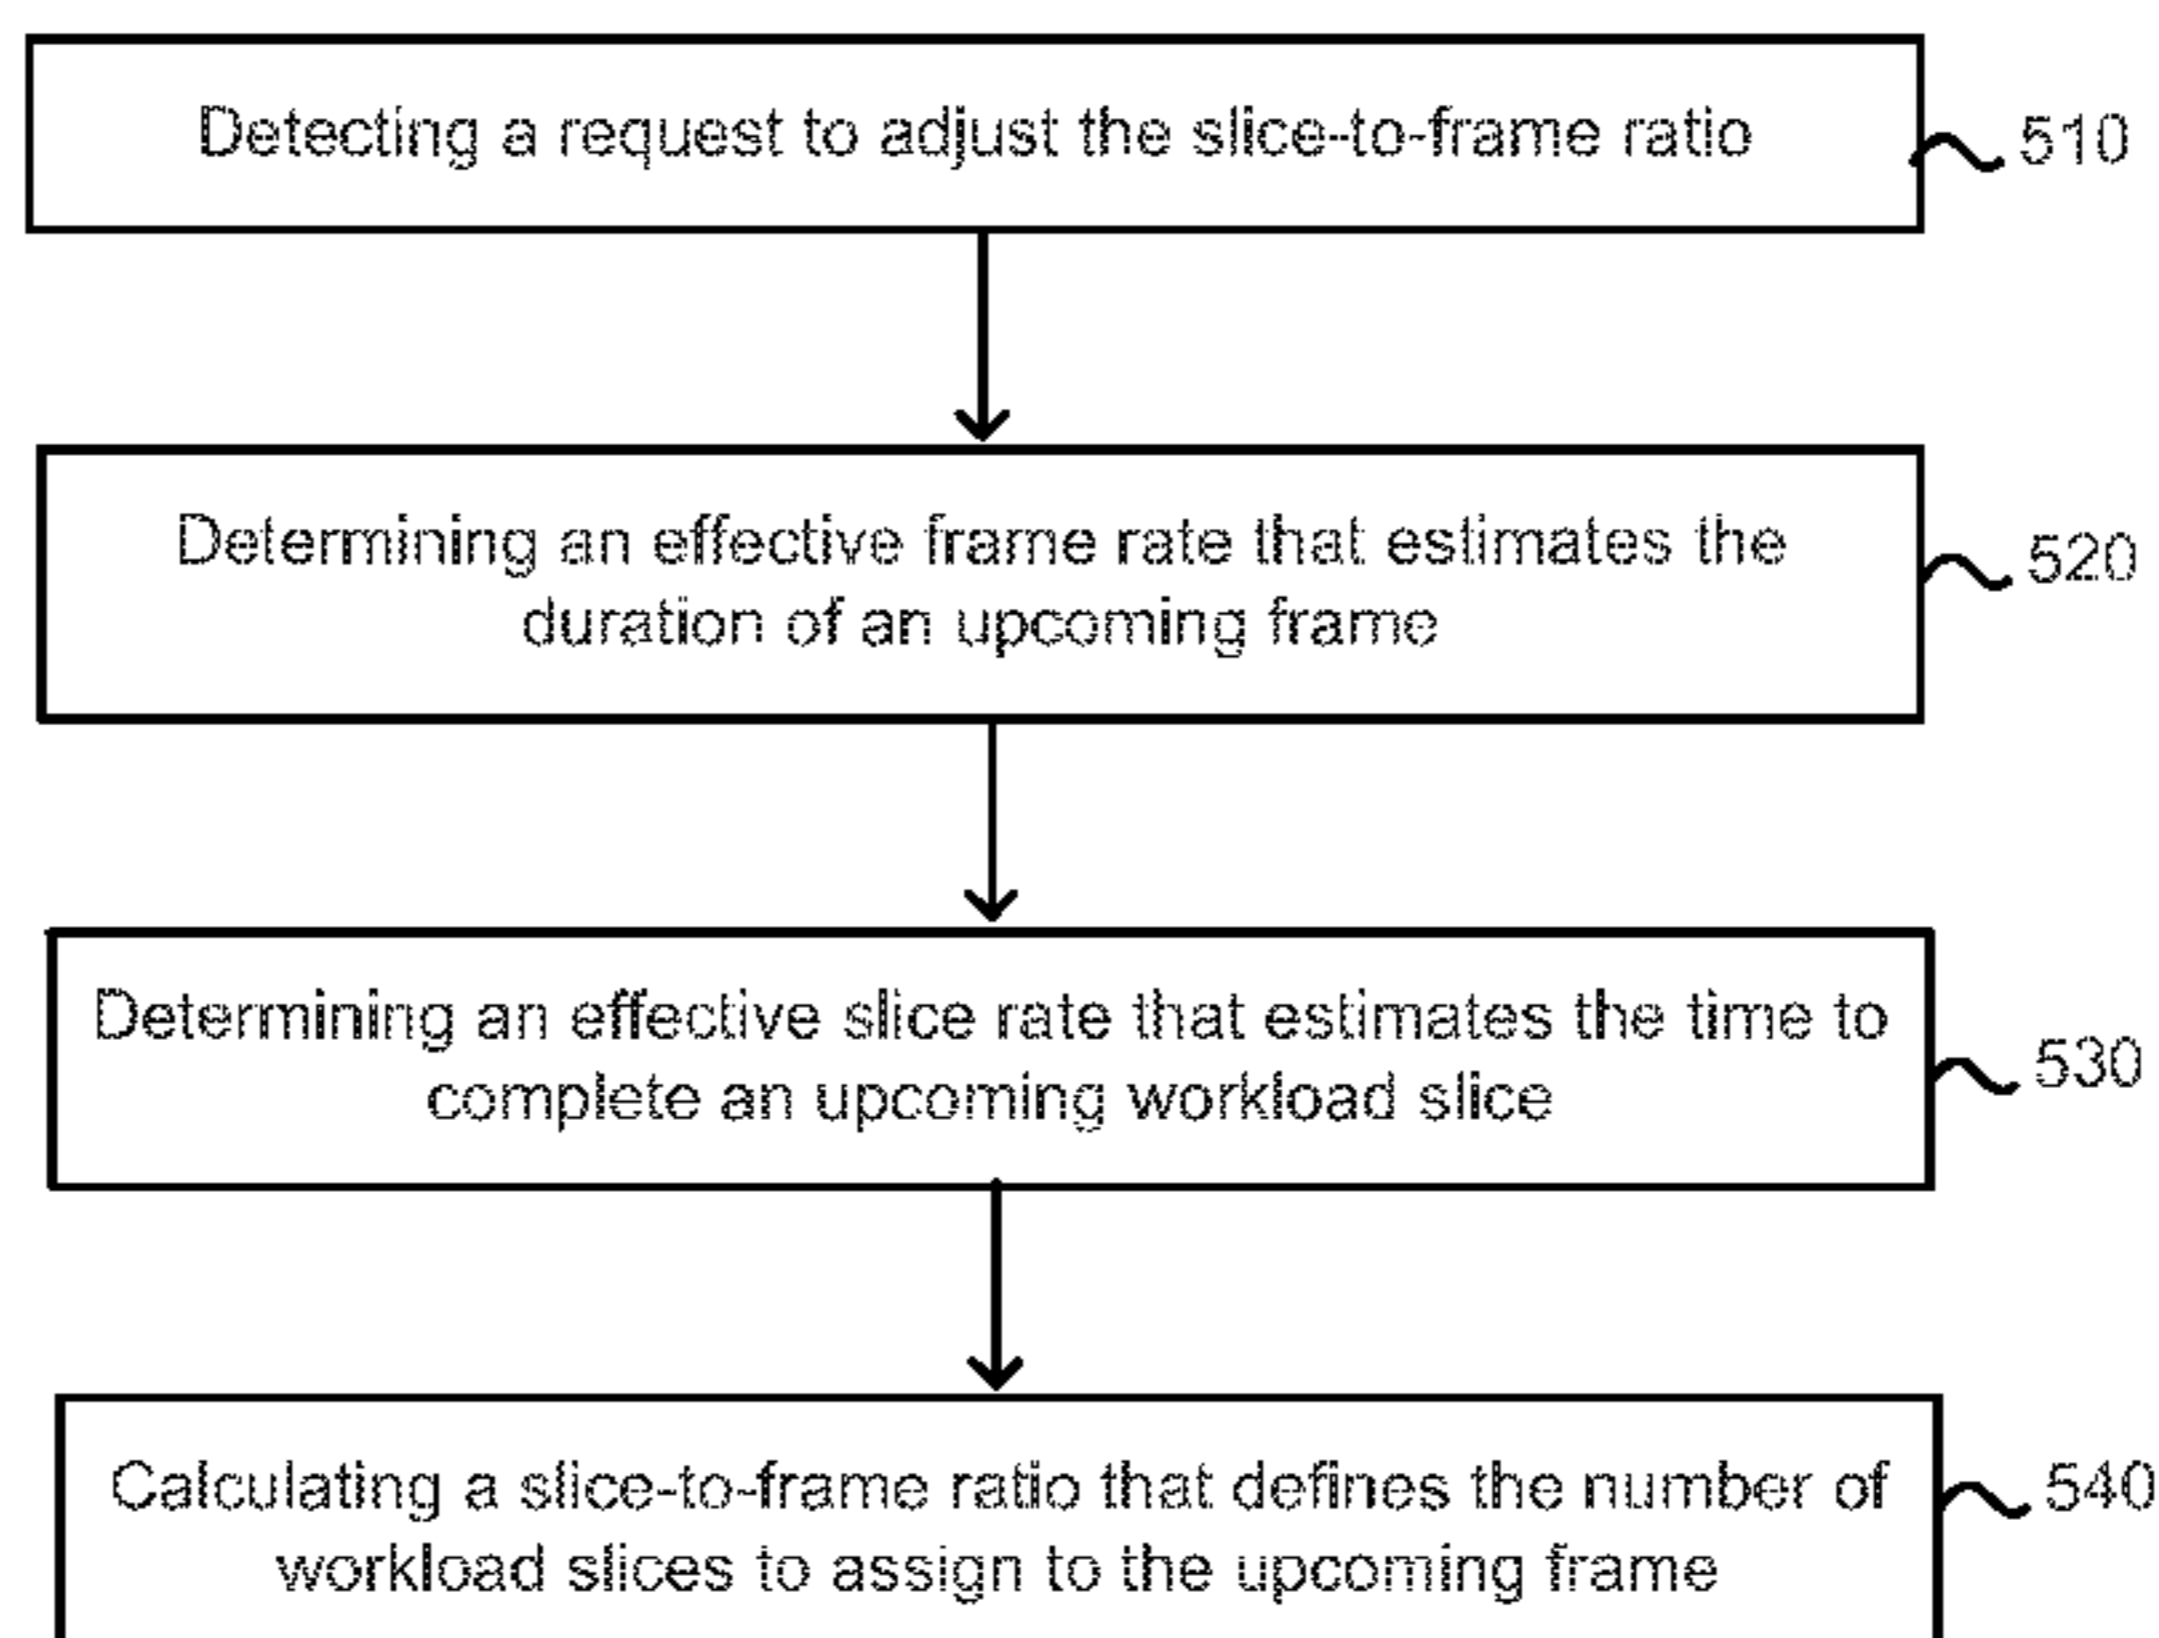 Detecting a request to adjust the slice-to-frame ratio
510
Determining an effective frame rate that estimates the
duration of an upcoming frame
520
Determining an effective slice rate that estimates the time to
complete an upcoming workload slice
530
Calculating a slice-to-frame ratio that defines the number of
workload slices to assign to the upcoming frame
540